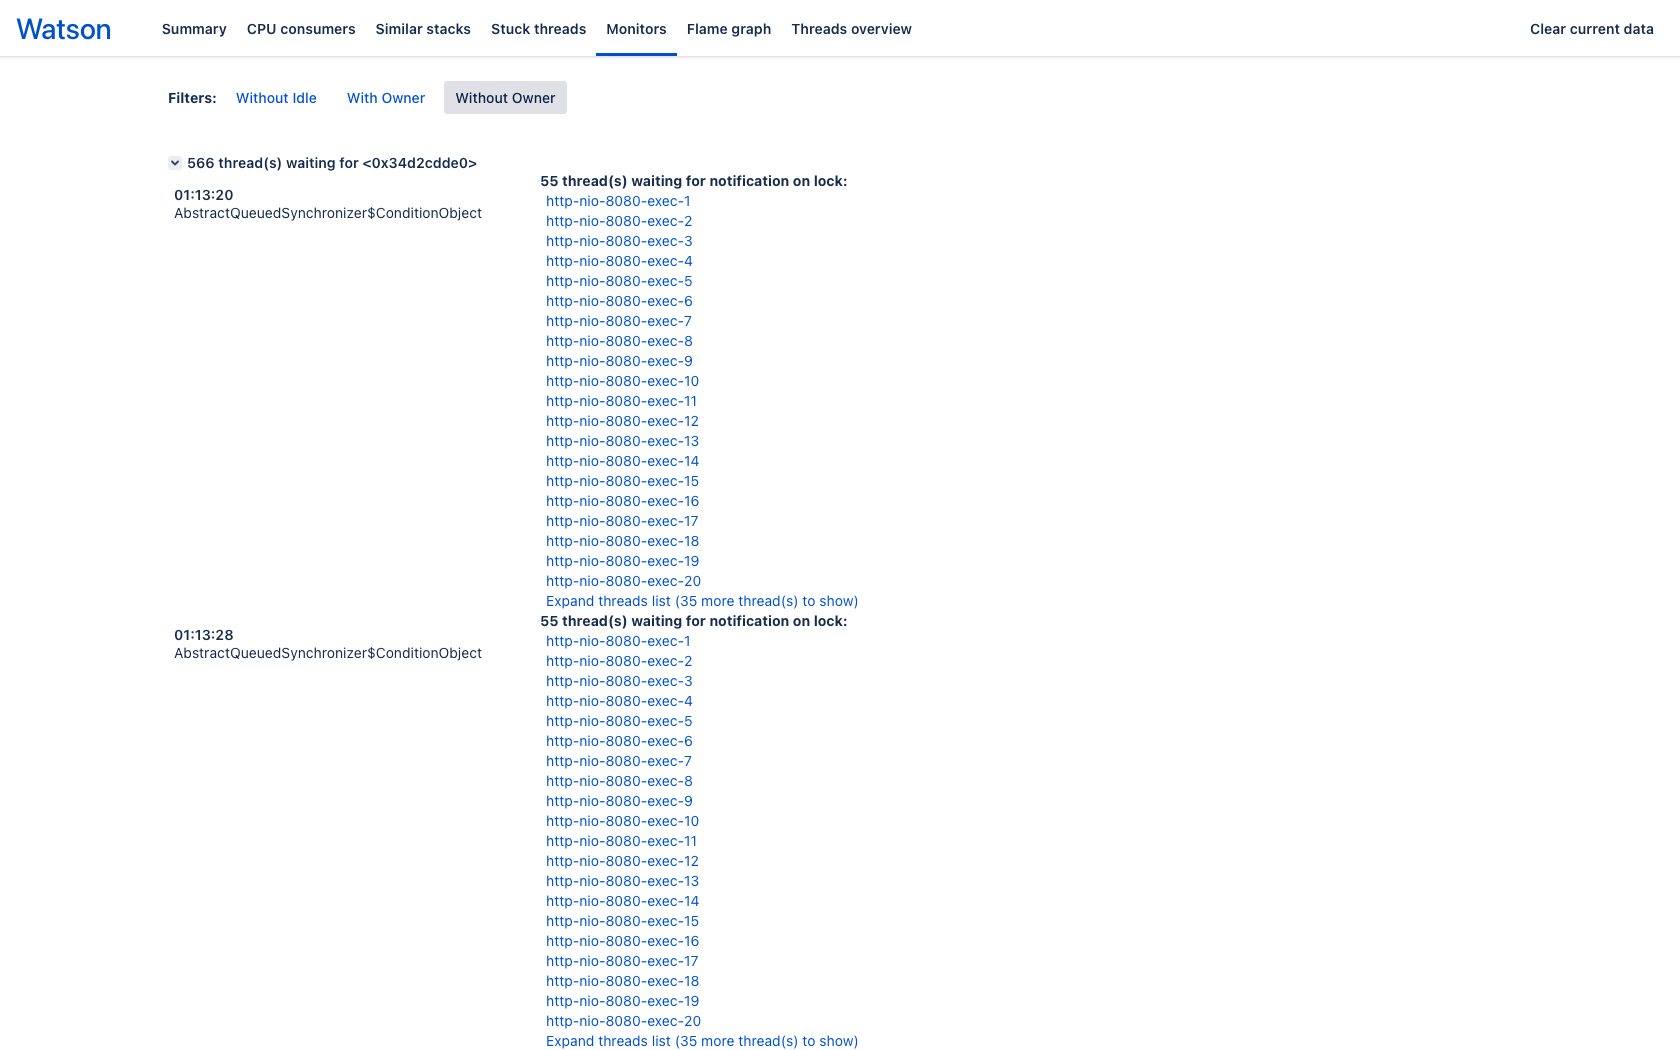 Watson Summary CPU consumers Similar stacks Stuck threads Monitors Flame graph Threads overview Clear current data
Filters: Without Idle With Owner Without Owner
566 thread(s) waiting for <0x34d2cdde0>
01:13:20
AbstractQueuedSynchronizer$ConditionObject
55 thread(s) waiting for notification on lock:
http-nio-8080-exec-1
http-nio-8080-exec-2
http-nio-8080-exec-3
http-nio-8080-exec-4
http-nio-8080-exec-5
http-nio-8080-exec-6
http-nio-8080-exec-7
http-nio-8080-exec-8
http-nio-8080-exec-9
http-nio-8080-exec-10
http-nio-8080-exec-11
http-nio-8080-exec-12
http-nio-8080-exec-13
http-nio-8080-exec-14
http-nio-8080-exec-15
http-nio-8080-exec-16
http-nio-8080-exec-17
http-nio-8080-exec-18
http-nio-8080-exec-19
http-nio-8080-exec-20
Expand threads list (35 more thread(s) to show)
01:13:28
AbstractQueuedSynchronizer$ConditionObject
55 thread(s) waiting for notification on lock:
http-nio-8080-exec-1
http-nio-8080-exec-2
http-nio-8080-exec-3
http-nio-8080-exec-4
http-nio-8080-exec-5
http-nio-8080-exec-6
http-nio-8080-exec-7
http-nio-8080-exec-8
http-nio-8080-exec-9
http-nio-8080-exec-10
http-nio-8080-exec-11
http-nio-8080-exec-12
http-nio-8080-exec-13
http-nio-8080-exec-14
http-nio-8080-exec-15
http-nio-8080-exec-16
http-nio-8080-exec-17
http-nio-8080-exec-18
http-nio-8080-exec-19
http-nio-8080-exec-20
Expand threads list (35 more thread(s) to show)